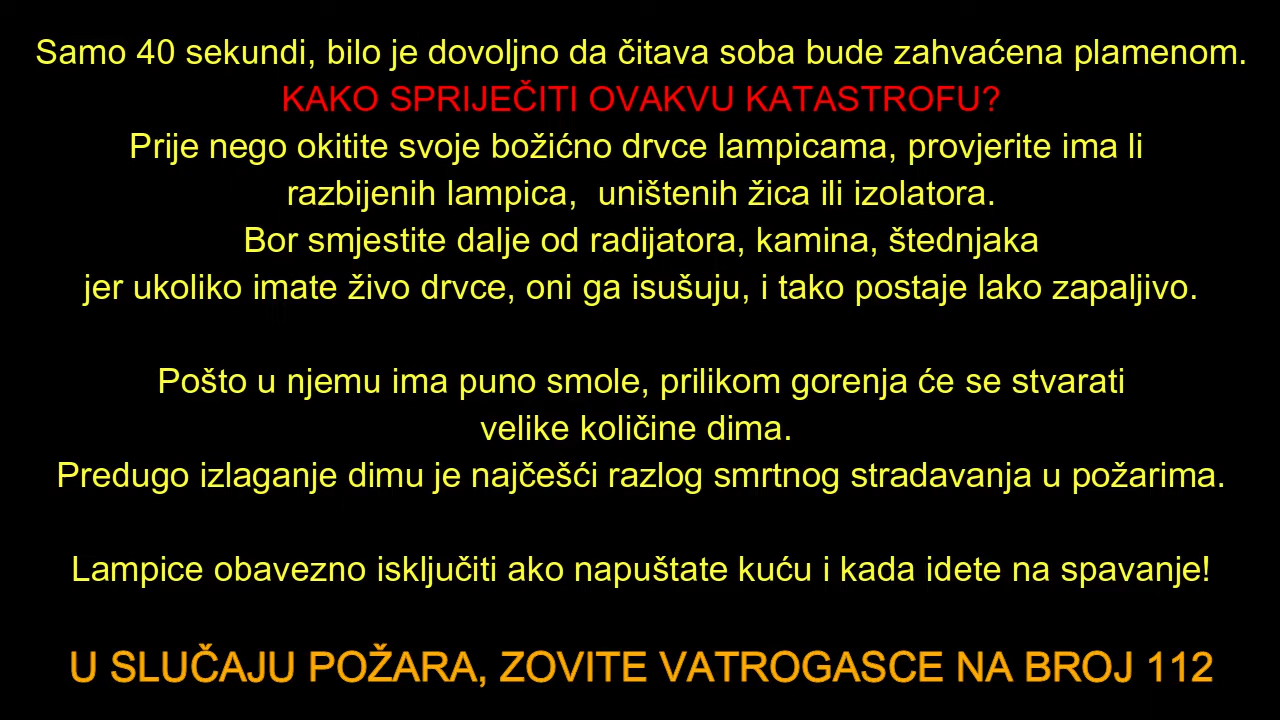 Samo 40 sekundi, bilo je dovoljno da čitava soba bude zahvaćena plamenom.
KAKO SPRIJEČITI OVAKVU KATASTROFU?
Prije nego okitite svoje božićno drvce lampicama, provjerite ima li
razbijenih lampica,  uništenih žica ili izolatora.
Bor smjestite dalje od radijatora, kamina, štednjaka
jer ukoliko imate živo drvce, oni ga isušuju, i tako postaje lako zapaljivo.
Pošto u njemu ima puno smole, prilikom gorenja će se stvarati
velike količine dima.
Predugo izlaganje dimu je najčešći razlog smrtnog stradavanja u požarima.
Lampice obavezno isključiti ako napuštate kuću i kada idete na spavanje!
U SLUČAJU POŽARA, ZOVITE VATROGASCE NA BROJ 112